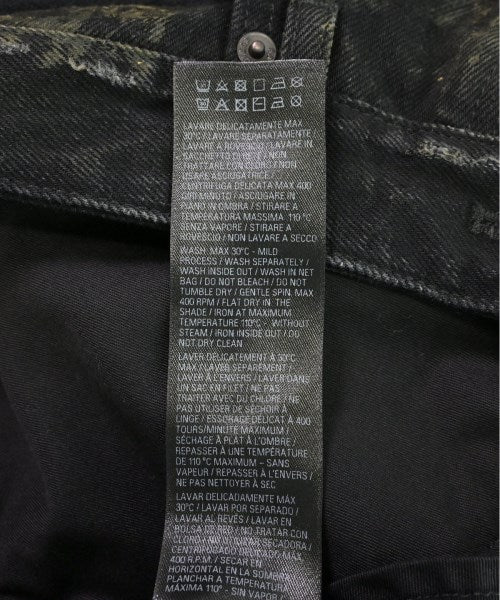 LAVARE DELICATAMENTE MAX
30°C / LAVARE SEPARATAMENTE /
LAVARE A ROVESCIO / LAVARE IN
SACCHETTO DI RETE / NON
TRATTARE CON CLORO / NON
USARE ASCIUGATRICE /
CENTRIFUGA DELICATA MAX 400
GIRI MINUTO / ASCIUGARE IN
PIANO IN OMBRA / STIRARE A
TEMPERATURA MASSIMA 110°C
SENZA VAPORE / STIRARE A
ROVESCIO / NON LAVARE A SECCO
WASH MAX 30°C - MILD
PROCESS / WASH SEPARATELY /
WASH INSIDE OUT / WASH IN NET
BAG / DO NOT BLEACH / DO NOT
TUMBLE DRY / GENTLE SPIN, MAX
400 RPM / FLAT DRY IN THE
SHADE / IRON AT MAXIMUM
TEMPERATURE 110°C - WITHOUT
STEAM / IRON INSIDE OUT / DO
NOT DRY CLEAN
LAVER DÉLICATEMENT À 30°C
MAX / LAVER SÉPARÉMENT /
LAVER À L'ENVERS / LAVER DANS
UN SAC EN FILET / NE PAS
TRAITER AVEC DU CHLORE / NE
PAS UTILISER DE SÉCHOIR À
LINGE / ESSORAGE DÉLICAT À 400
TOURS/MINUTE MAXIMUM /
SÉCHAGE À PLAT À L'OMBRE /
REPASSER À UNE TEMPÉRATURE
DE 110 °C MAXIMUM – SANS
VAPEUR / REPASSER À L'ENVERS /
NE PAS NETTOYER À SEC
LAVAR DELICADAMENTE MÁX
30°C / LAVAR POR SEPARADO /
LAVAR AL REVÉS / LAVAR EN
BOLSA DE RED / NO TRATAR CON
CLORO / NO USAR SECADORA /
CENTRIFUGADO DELICADO MÁX
400 R.P.M. / SECAR EN
HORIZONTAL EN LA SOMBRA
PLANCHAR A TEMPERATURA
MÁXIMA 110° - SIN VAPOR /